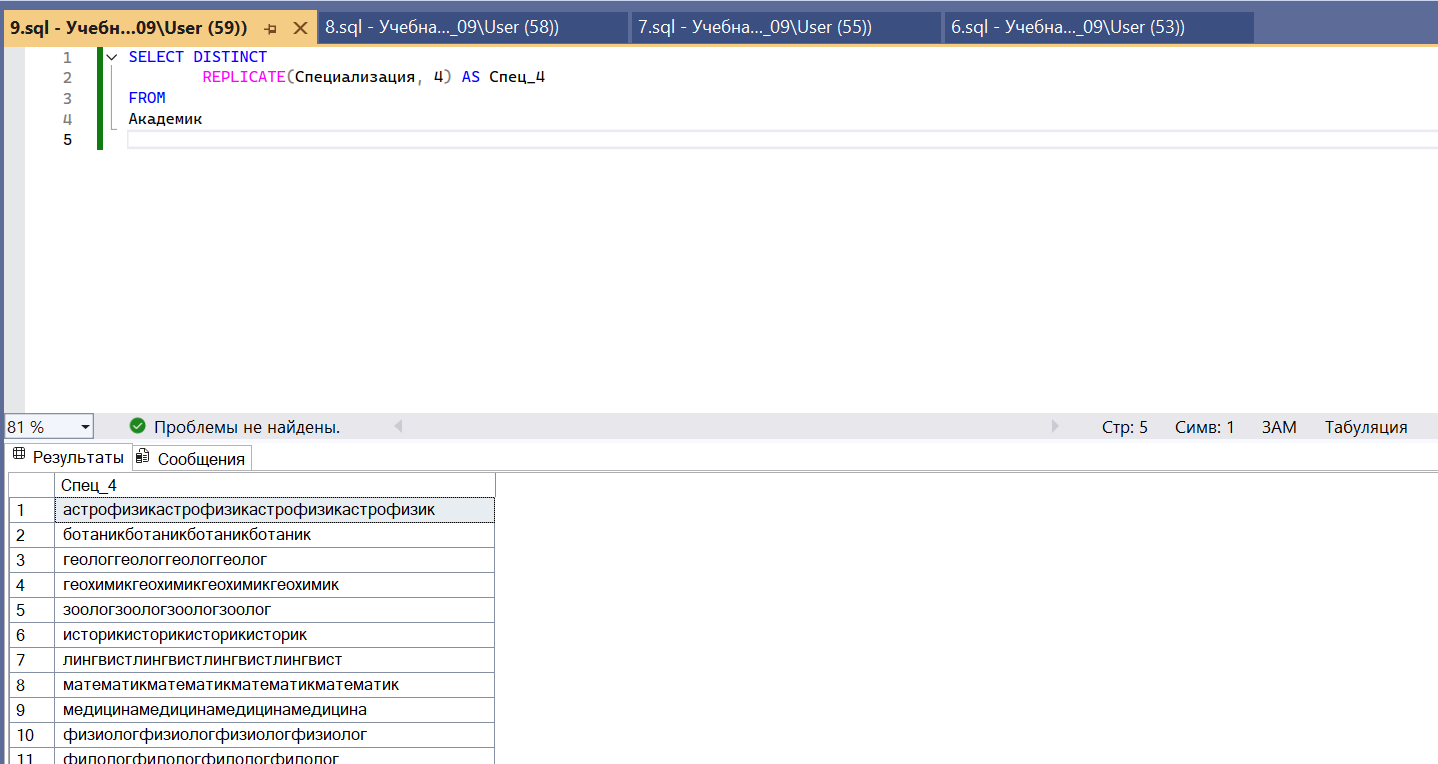 9.sql - Учебн...09\User (59)) 8.sql - Учебна..._09\User (58)) 7.sql - Учебна..._09\User (55)) 6.sql - Учебна..._09\User (53))
1 SELECT DISTINCT
2 REPLICATE(Специализация, 4) AS Спец_4
3 FROM
4 Академик
5
81 % Проблемы не найдены. Стр: 5 Симв: 1 ЗАМ Табуляция
Результаты Сообщения
Спец_4
1 астрофизикастрофизикастрофизикастрофизик
2 ботаникботаникботаникботаник
3 геологгеологгеологгеолог
4 геохимикгеохимикгеохимикгеохимик
5 зоологзоологзоологзоолог
6 историкисторикисторикисторик
7 лингвистлингвистлингвистлингвист
8 математикматематикматематикматематик
9 медицинамедицинамедицинамедицина
10 физиологфизиологфизиологфизиолог
11 филологфилологфилологфилолог